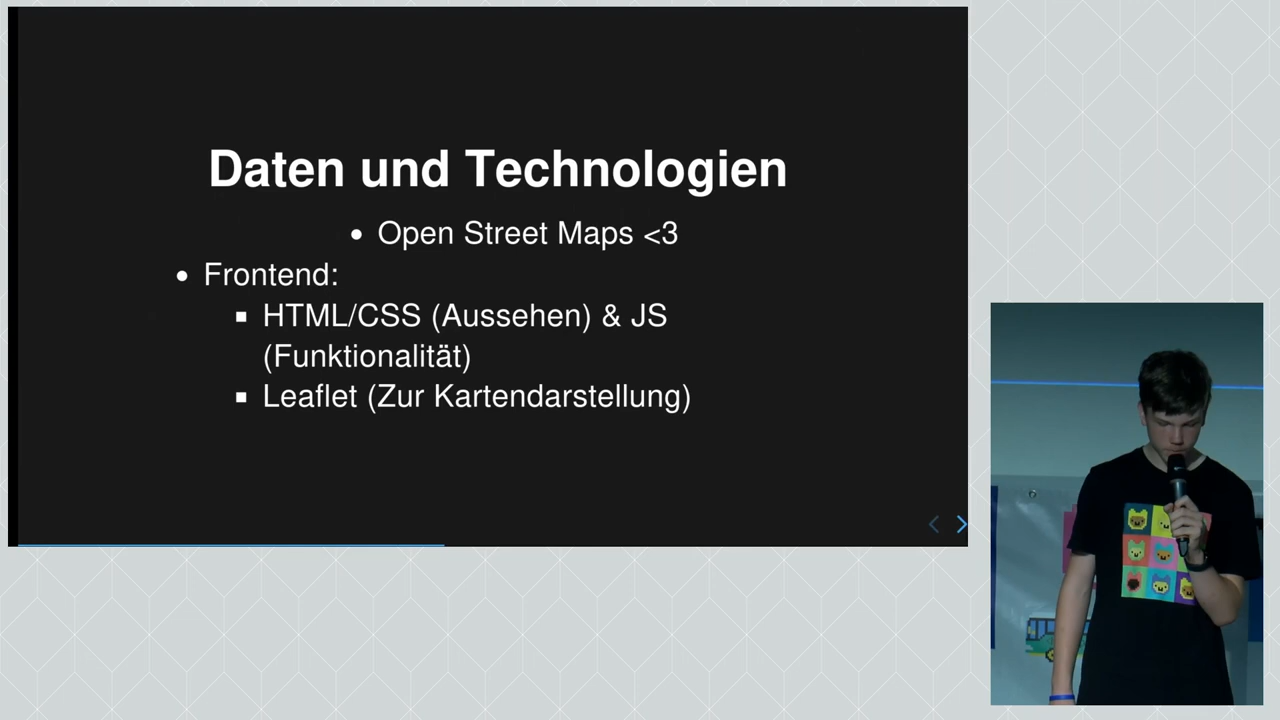 Daten und Technologien
• Open Street Maps <3
• Frontend:
▪ HTML/CSS (Aussehen) & JS
(Funktionalität)
▪ Leaflet (Zur Kartendarstellung)